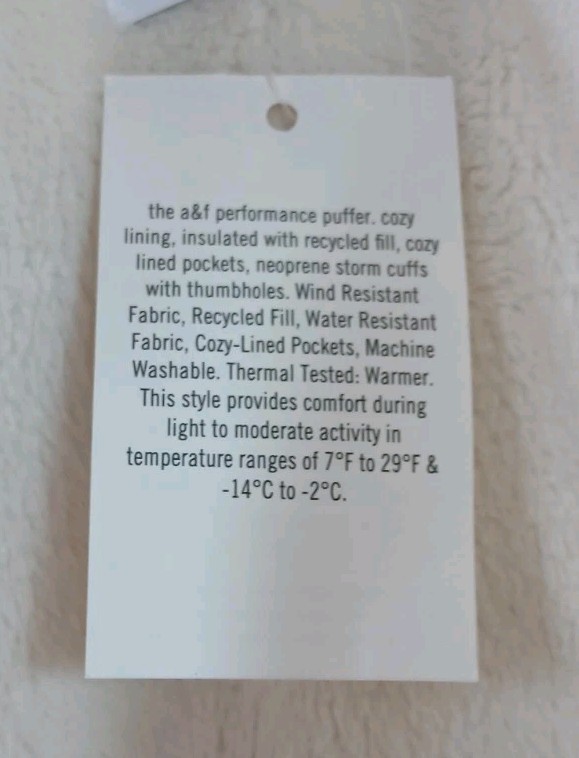 the a&f performance puffer. cozy
lining, insulated with recycled fill, cozy
lined pockets, neoprene storm cuffs
with thumbholes. Wind Resistant
Fabric, Recycled Fill, Water Resistant
Fabric, Cozy-Lined Pockets, Machine
Washable. Thermal Tested: Warmer.
This style provides comfort during
light to moderate activity in
temperature ranges of 7°F to 29°F &
-14°C to -2°C.